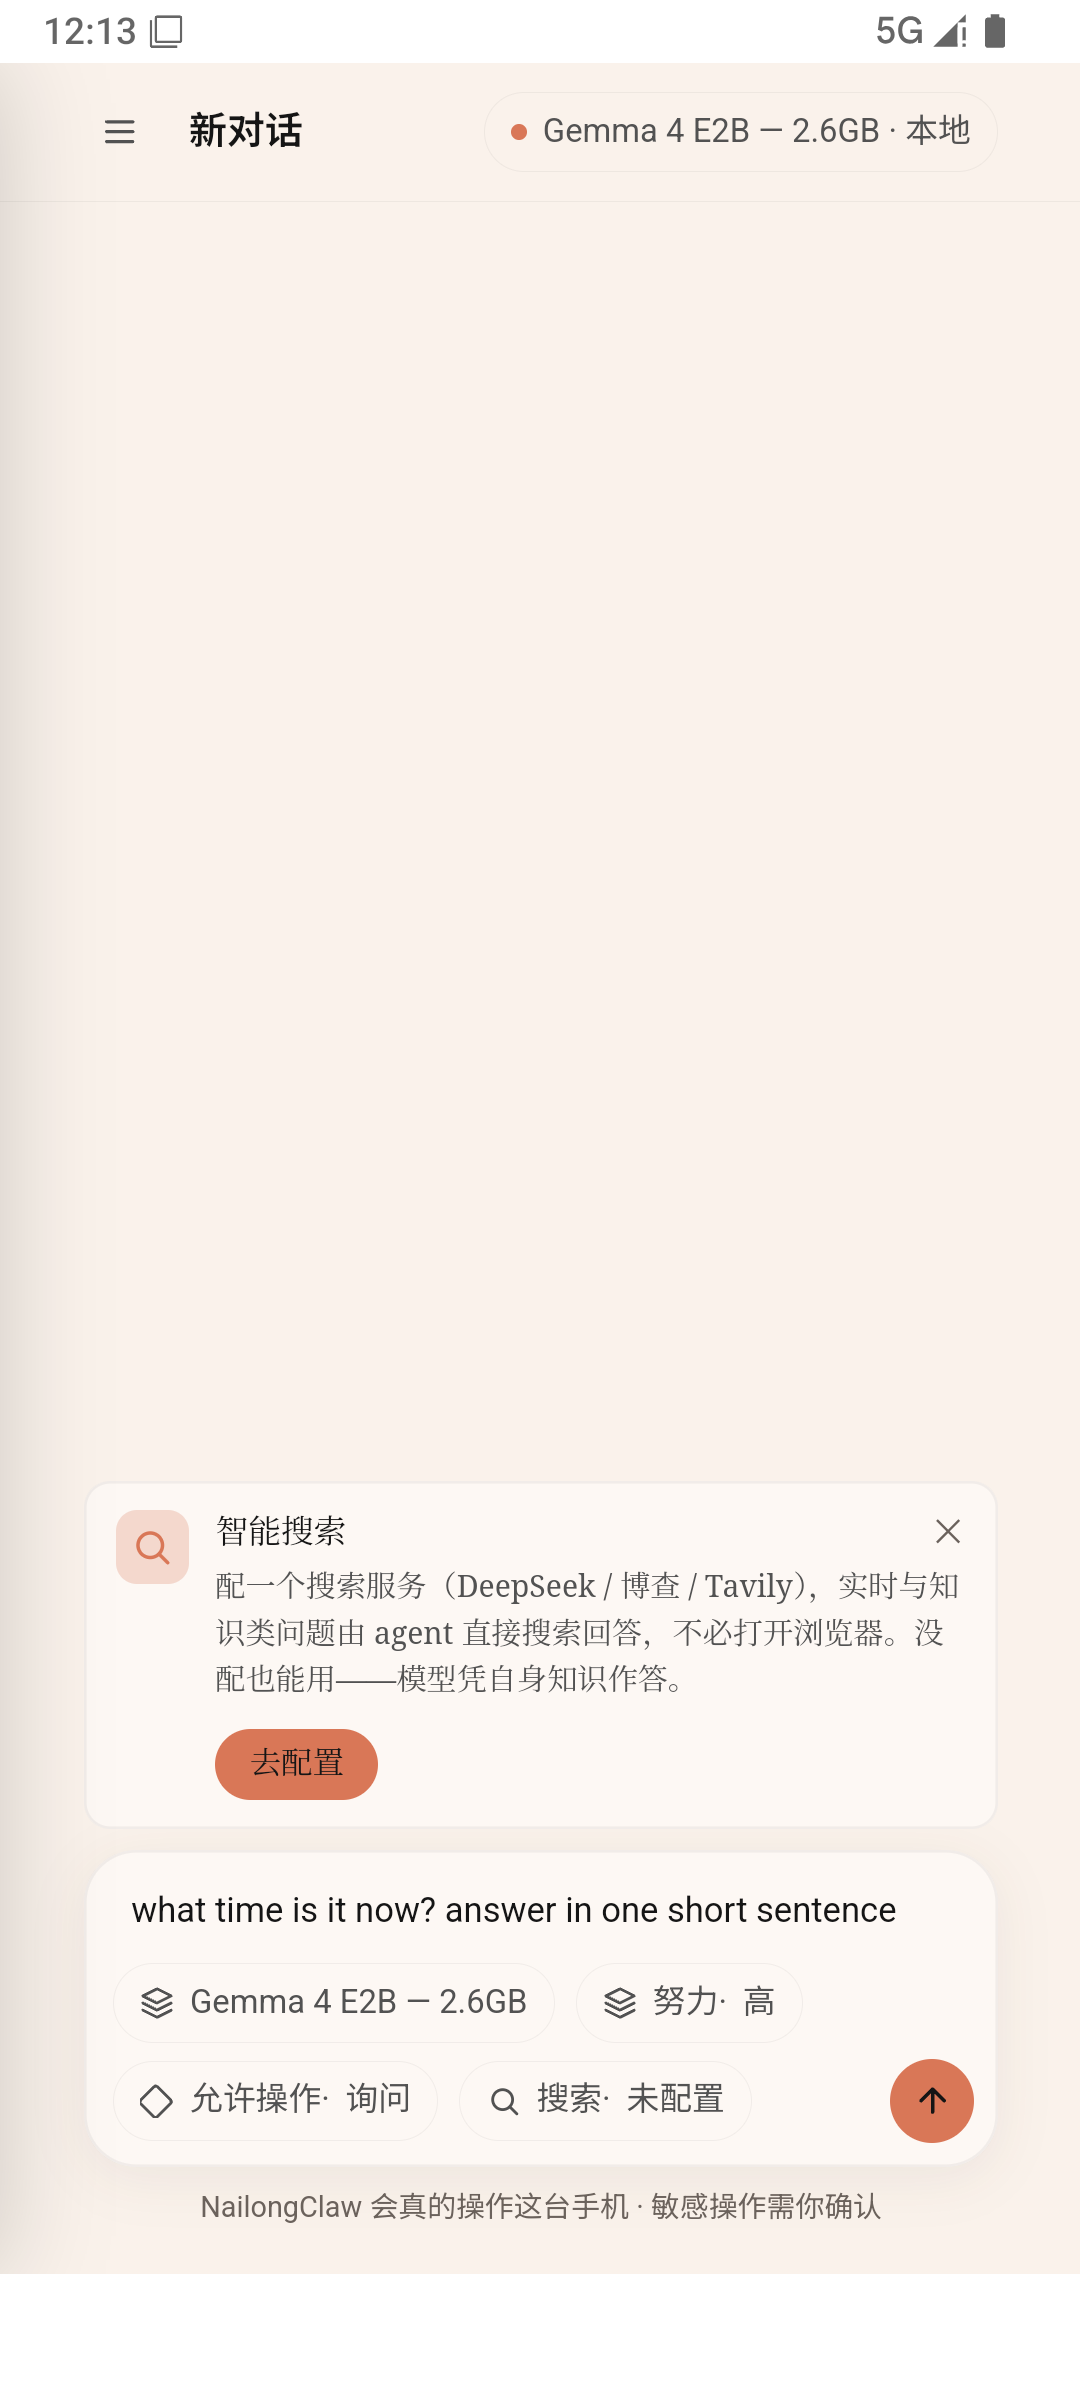 12:13
5G
新对话
Gemma 4 E2B — 2.6GB · 本地
智能搜索
配一个搜索服务（DeepSeek / 博查 / Tavily），实时与知
识类问题由 agent 直接搜索回答，不必打开浏览器。没
配也能用——模型凭自身知识作答。
去配置
what time is it now? answer in one short sentence
Gemma 4 E2B — 2.6GB
努力· 高
允许操作· 询问
搜索· 未配置
NailongClaw 会真的操作这台手机 · 敏感操作需你确认